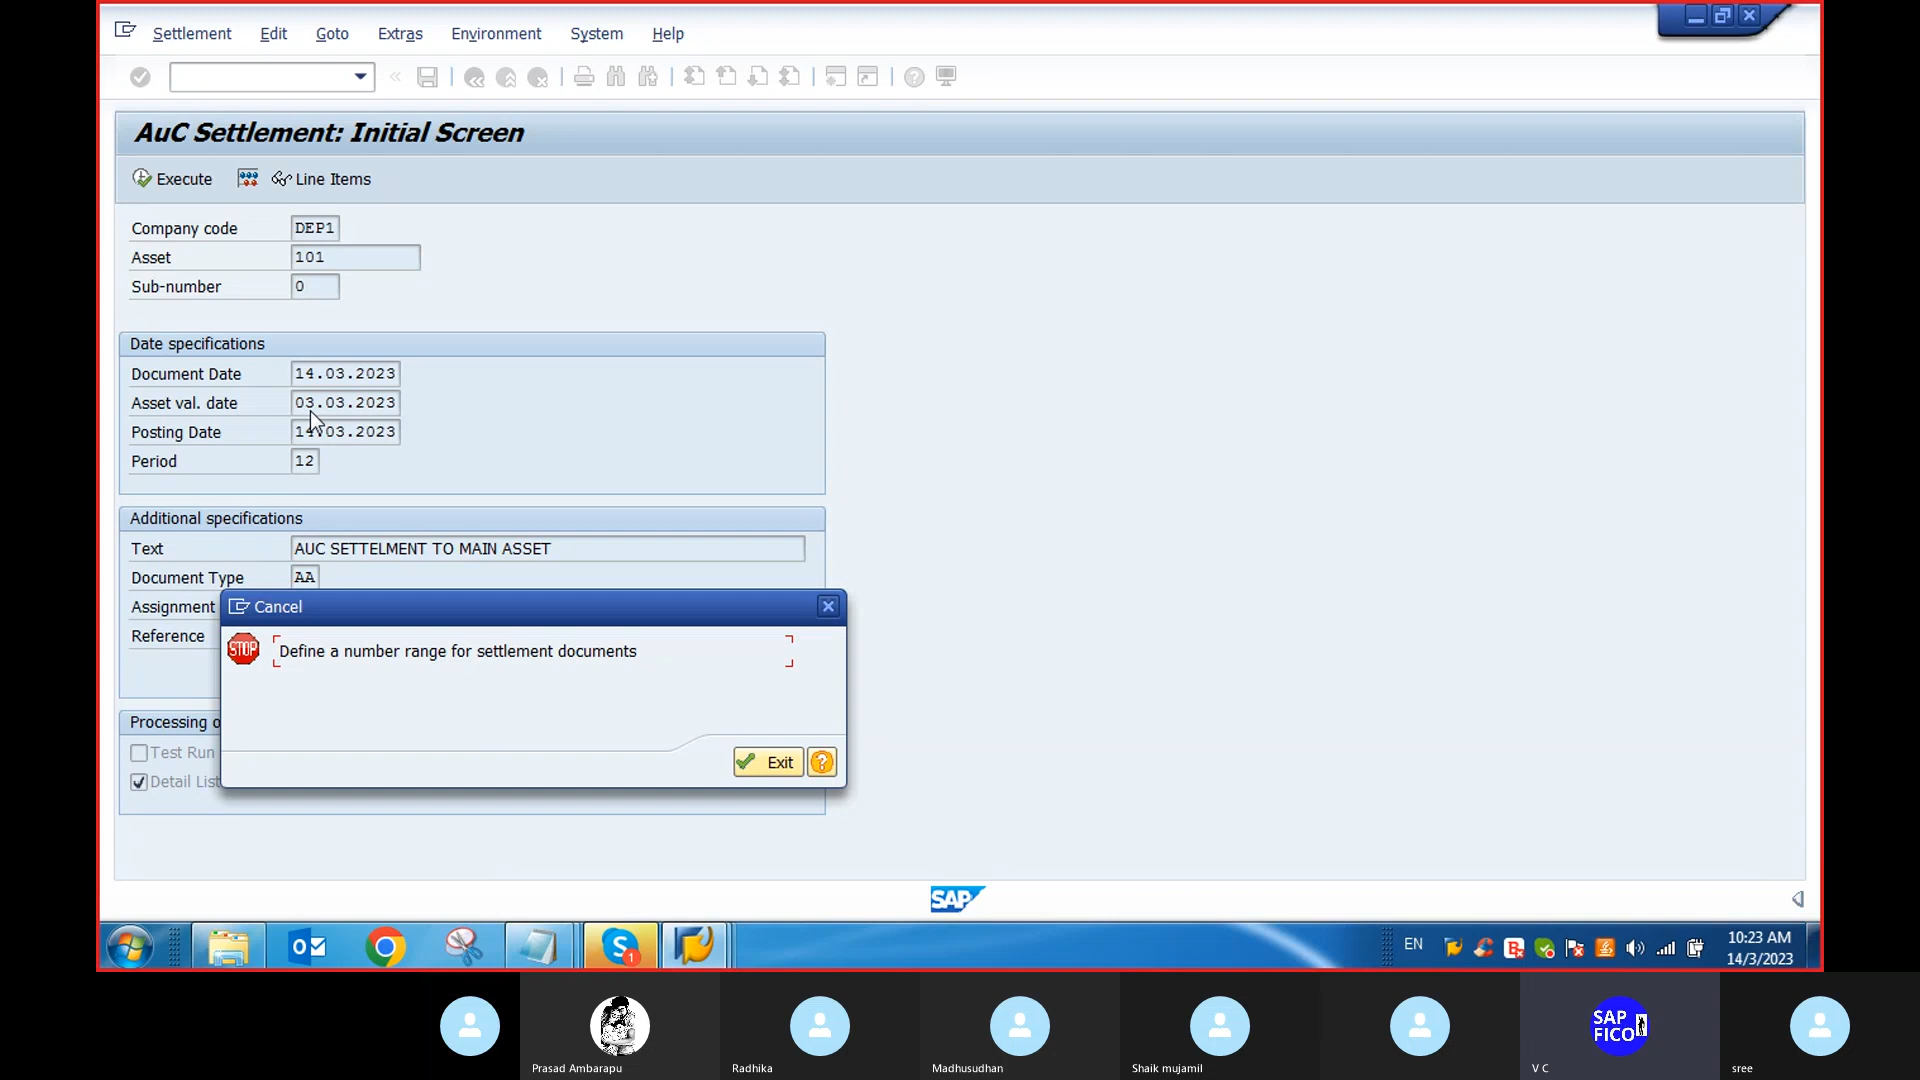 Settlement Edit Goto Extras Environment System Help
AuC Settlement: Initial Screen
Execute Line Items
Company code DEP1
Asset 101
Sub-number 0
Date specifications
Document Date 14.03.2023
Asset val. date 03.03.2023
Posting Date 14.03.2023
Period 12
Additional specifications
Text AUC SETTELMENT TO MAIN ASSET
Document Type AA
Assignment
Reference
Cancel
STOP Define a number range for settlement documents
Exit
Processing o
Test Run
Detail List
SAP
EN 10:23 AM
14/3/2023
1
SAP
FICO
Prasad Ambarapu Radhika Madhusudhan Shaik mujamil V C sree